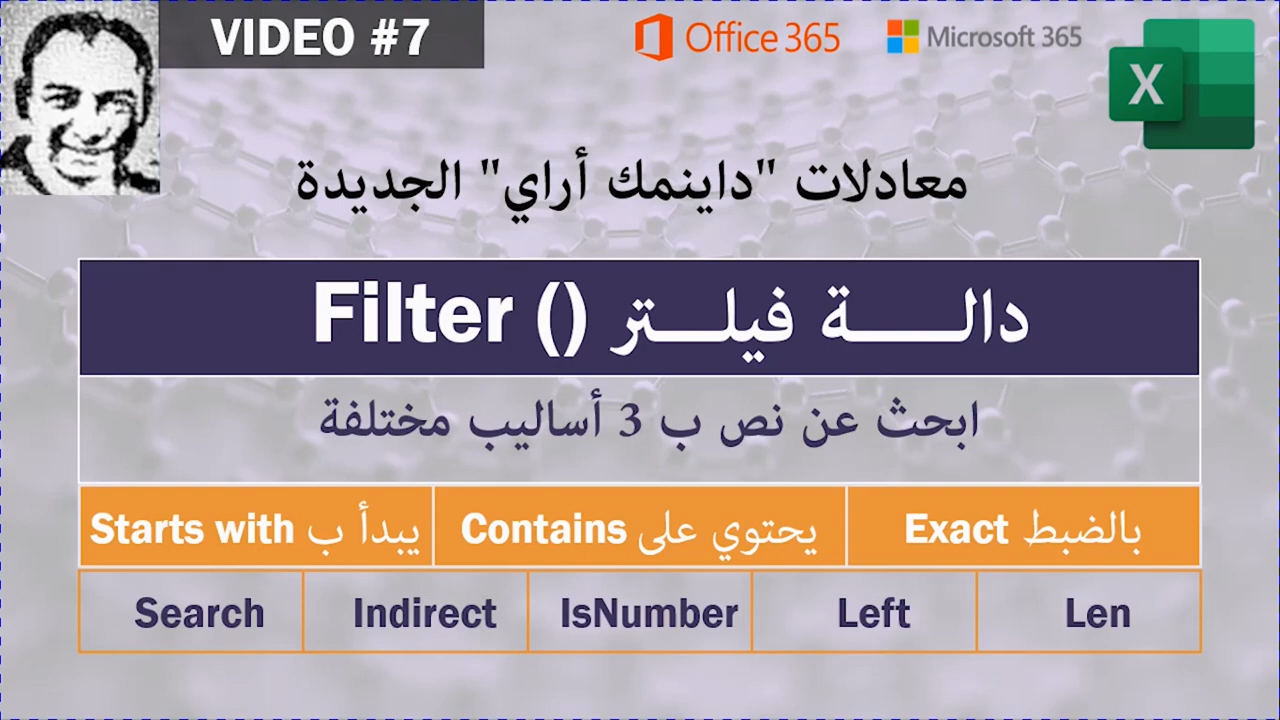 VIDEO #7
Office 365
Microsoft 365
X
معادلات "داينمك أراي" الجديدة
دالـــــــة فيلـــتر Filter ()
ابحث عن نص ب 3 أساليب مختلفة
بالضبط Exact
يحتوي على Contains
يبدأ ب Starts with
Search
Indirect
IsNumber
Left
Len